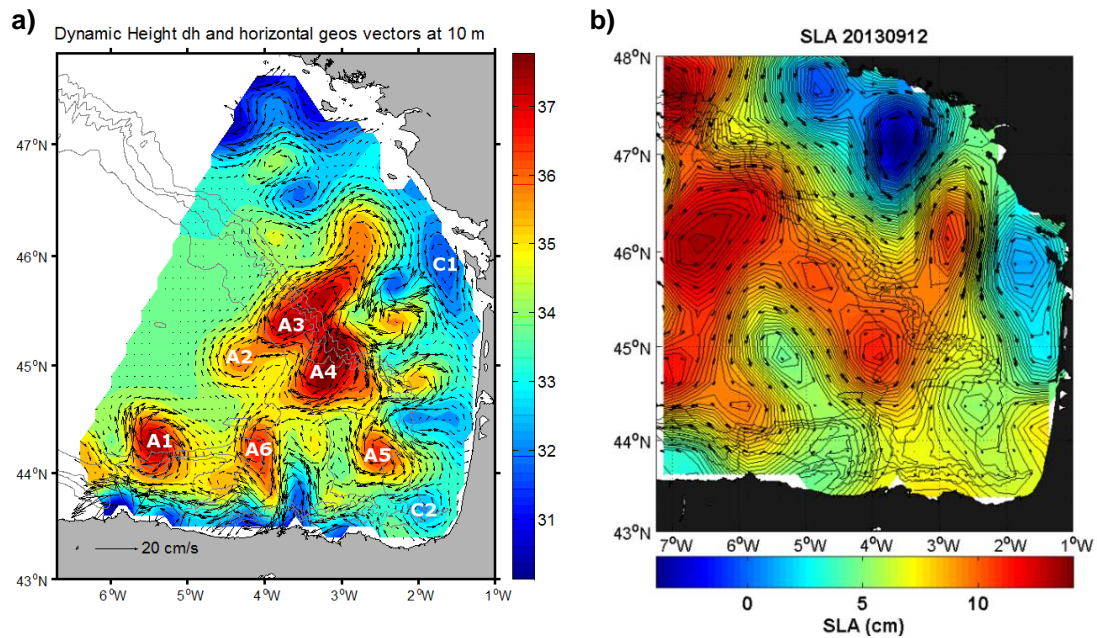 a)
Dynamic Height dh and horizontal geos vectors at 10 m
47°N
46°N
45°N
44°N
43°N
6°W 5°W 4°W 3°W 2°W 1°W
A1
A2
A3
A4
A5
A6
C1
C2
20 cm/s
37
36
35
34
33
32
31
b)
SLA 20130912
48°N
47°N
46°N
45°N
44°N
43°N
7°W 6°W 5°W 4°W 3°W 2°W 1°W
0 5 10
SLA (cm)